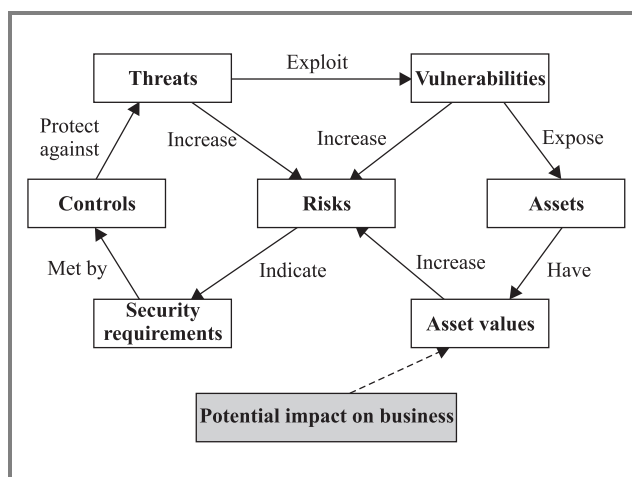 Threats
Exploit
Vulnerabilities
Protect
against
Increase
Increase
Expose
Controls
Risks
Assets
Met by
Indicate
Increase
Have
Security
requirements
Asset values
Potential impact on business